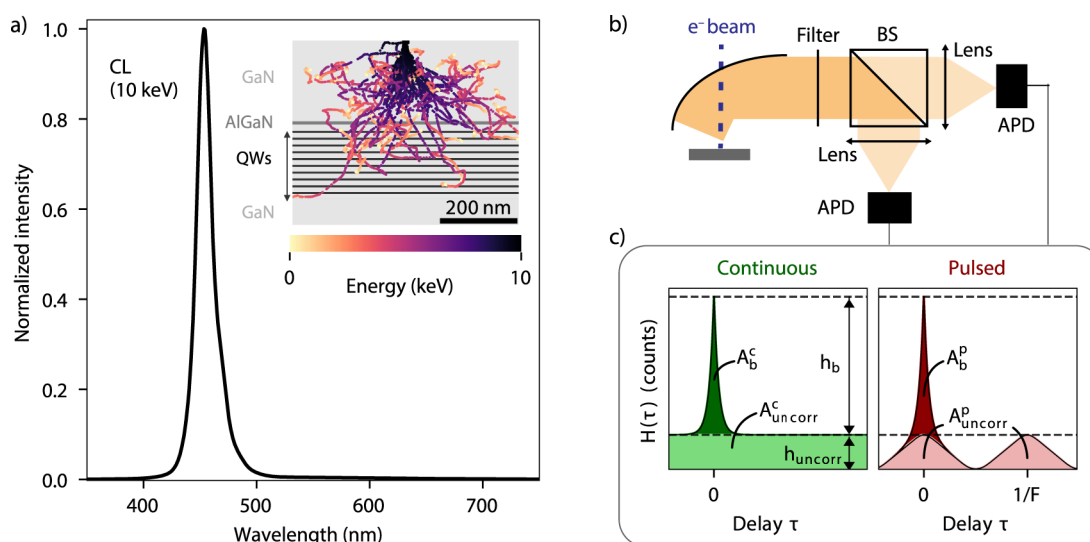 a)
Normalized intensity
1.0
0.8
0.6
0.4
0.2
0.0
400
500
600
700
Wavelength (nm)
CL
(10 keV)
GaN
AlGaN
QWs
GaN
200 nm
0
10
Energy (keV)
b)
e⁻ beam
Filter
BS
Lens
APD
Lens
APD
c)
Continuous
Pulsed
H(τ) (counts)
A_b^c
h_b
A_uncorr^c
h_uncorr
A_b^p
A_uncorr^p
0
0
1/F
Delay τ
Delay τ